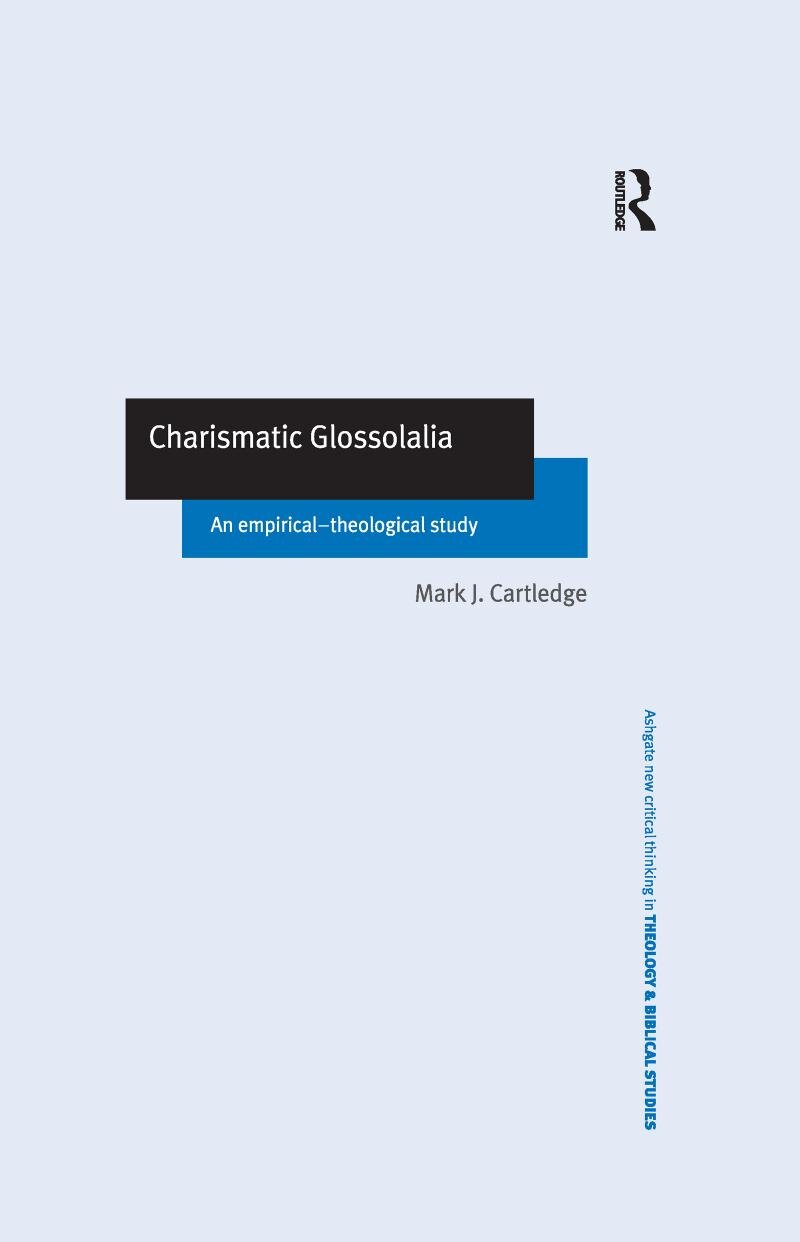 ROUTLEDGE
Charismatic Glossolalia
An empirical–theological study
Mark J. Cartledge
Ashgate new critical thinking in THEOLOGY & BIBLICAL STUDIES